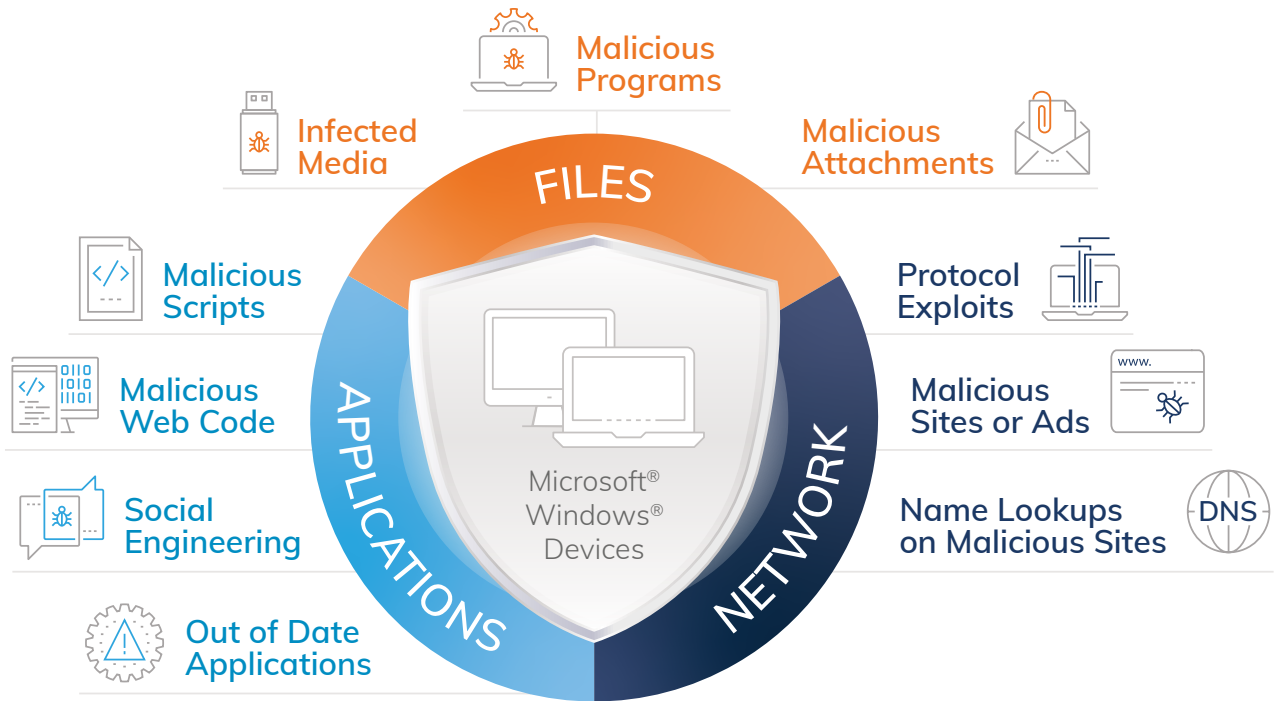 Malicious
Programs
Infected
Media
Malicious
Attachments
FILES
Malicious
Scripts
Protocol
Exploits
Malicious
Web Code
www.
Malicious
Sites or Ads
APPLICATIONS
NETWORK
Microsoft®
Windows®
Devices
Social
Engineering
Name Lookups
on Malicious Sites
DNS
Out of Date
Applications